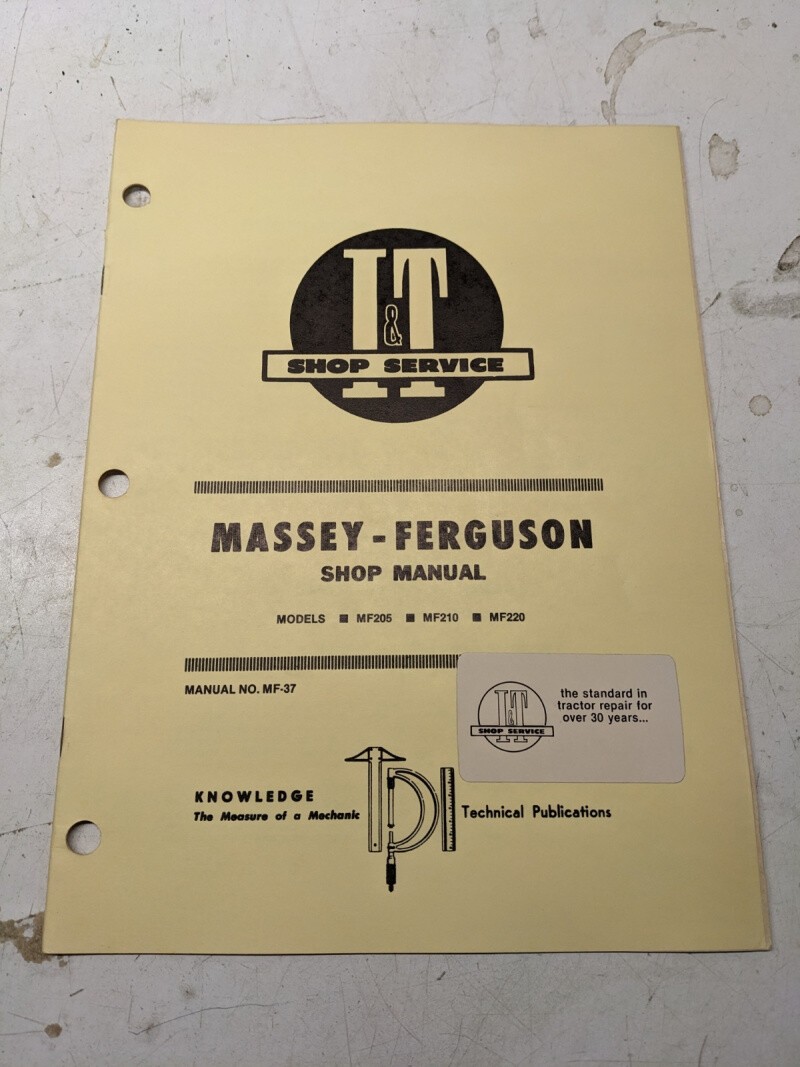 I&T
SHOP SERVICE
MASSEY-FERGUSON
SHOP MANUAL
MODELS ■ MF205 ■ MF210 ■ MF220
MANUAL NO. MF-37
I&T
SHOP SERVICE
the standard in
tractor repair for
over 30 years...
KNOWLEDGE
The Measure of a Mechanic
TPI
Technical Publications